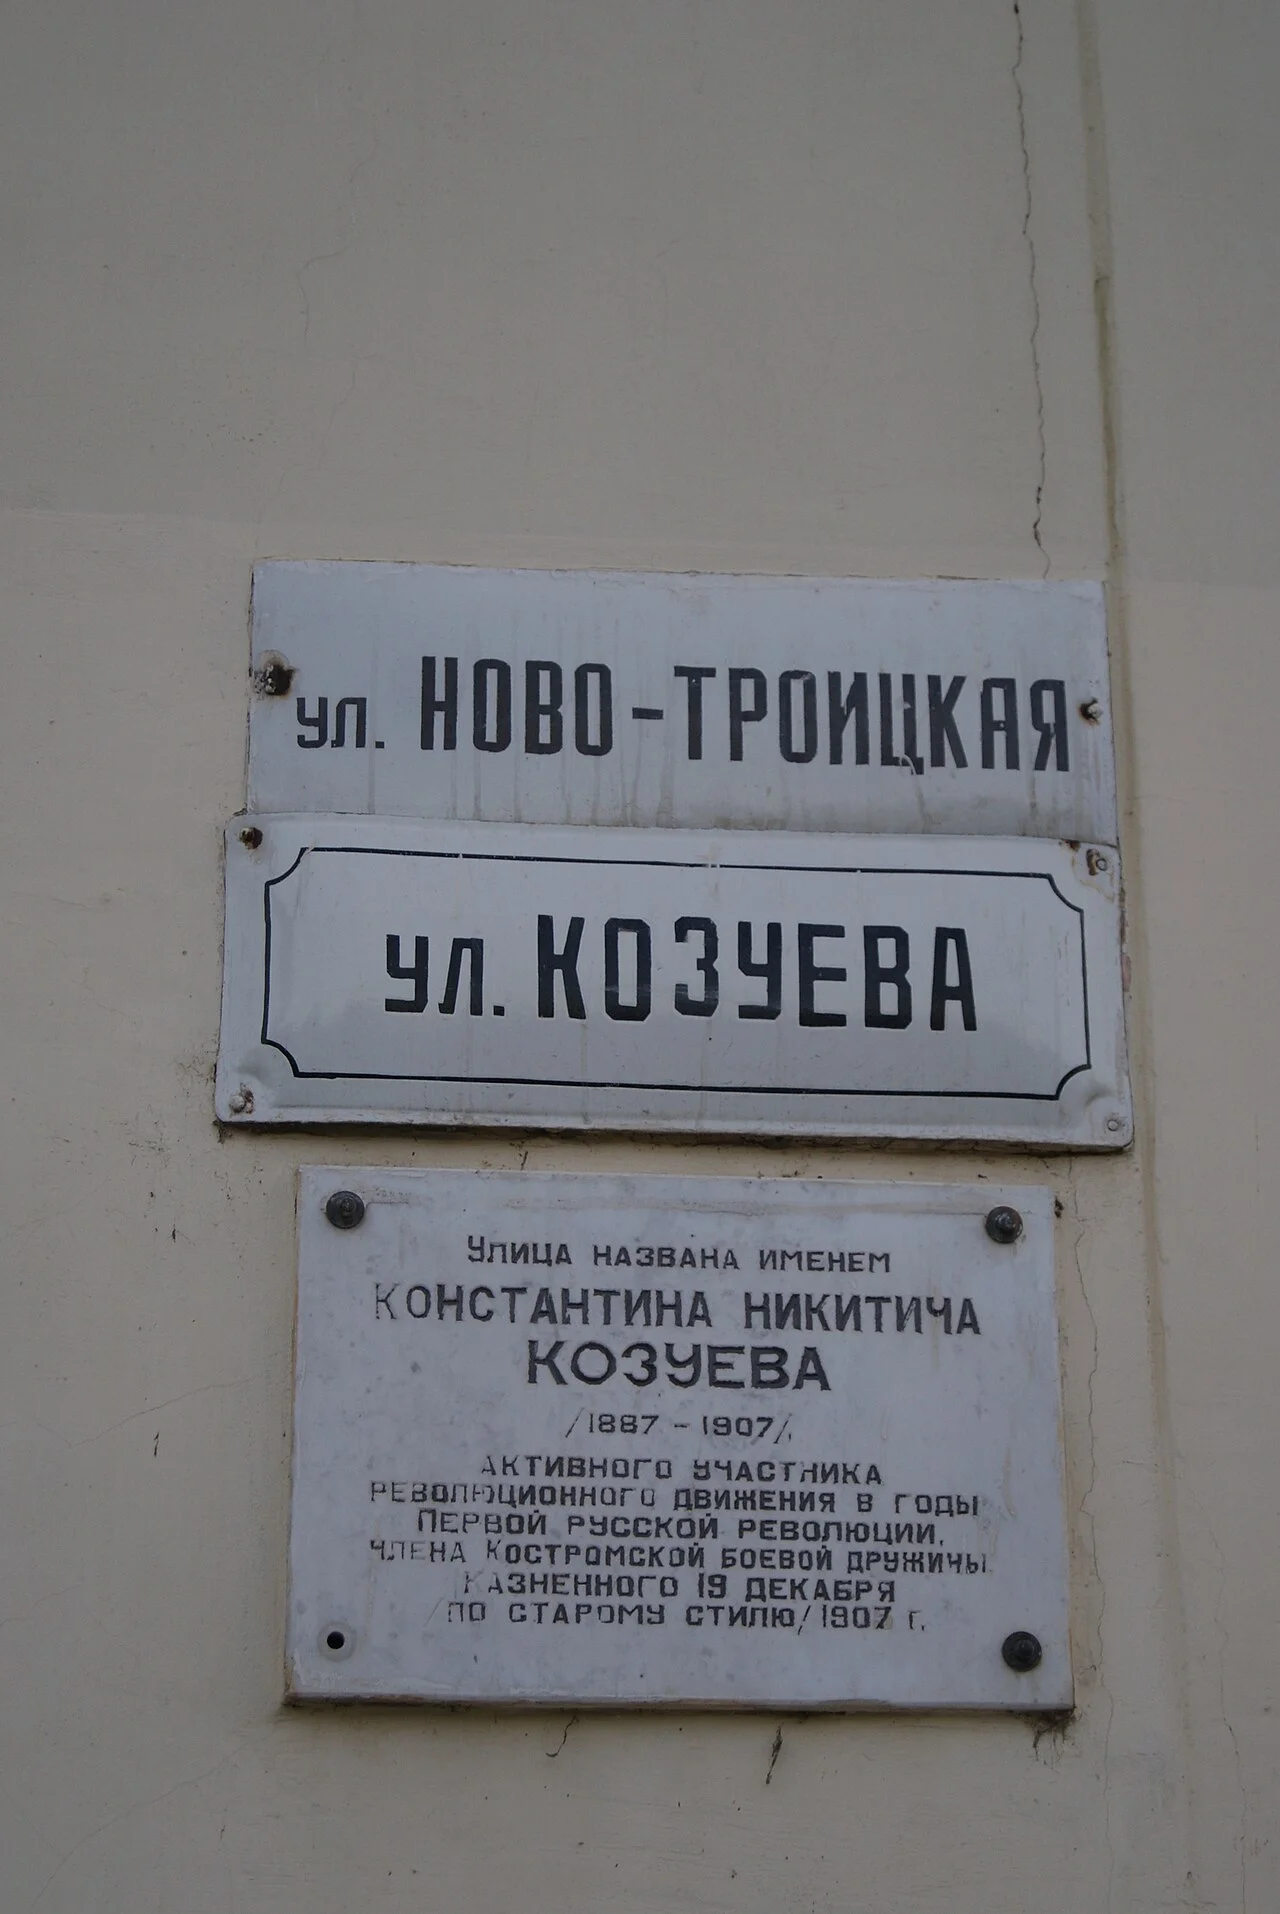 ул. НОВО-ТРОИЦКАЯ
ул. КОЗУЕВА
Улица названа именем
Константина Никитича
КОЗУЕВА
/1887 - 1907/,
активного участника
революционного движения в годы
Первой русской революции,
члена Костромской боевой дружины
казненного 19 декабря
/по старому стилю/ 1907 г.